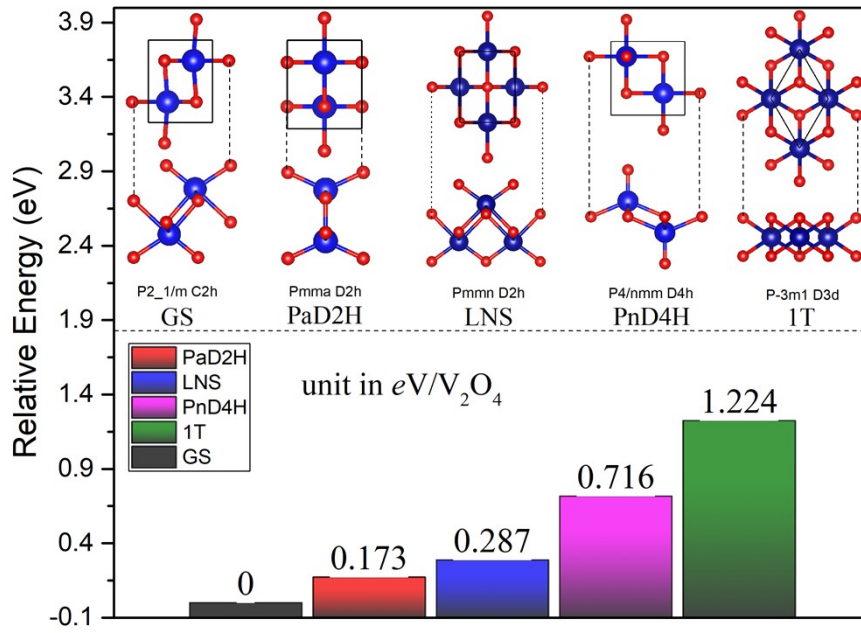 Relative Energy (eV)
3.9
3.4
2.9
2.4
1.9
1.4
0.9
0.4
-0.1
P2_1/m C2h
GS
Pmma D2h
PaD2H
Pmmn D2h
LNS
P4/nmm D4h
PnD4H
P-3m1 D3d
1T
PaD2H
LNS
PnD4H
1T
GS
unit in eV/V₂O₄
0
0.173
0.287
0.716
1.224